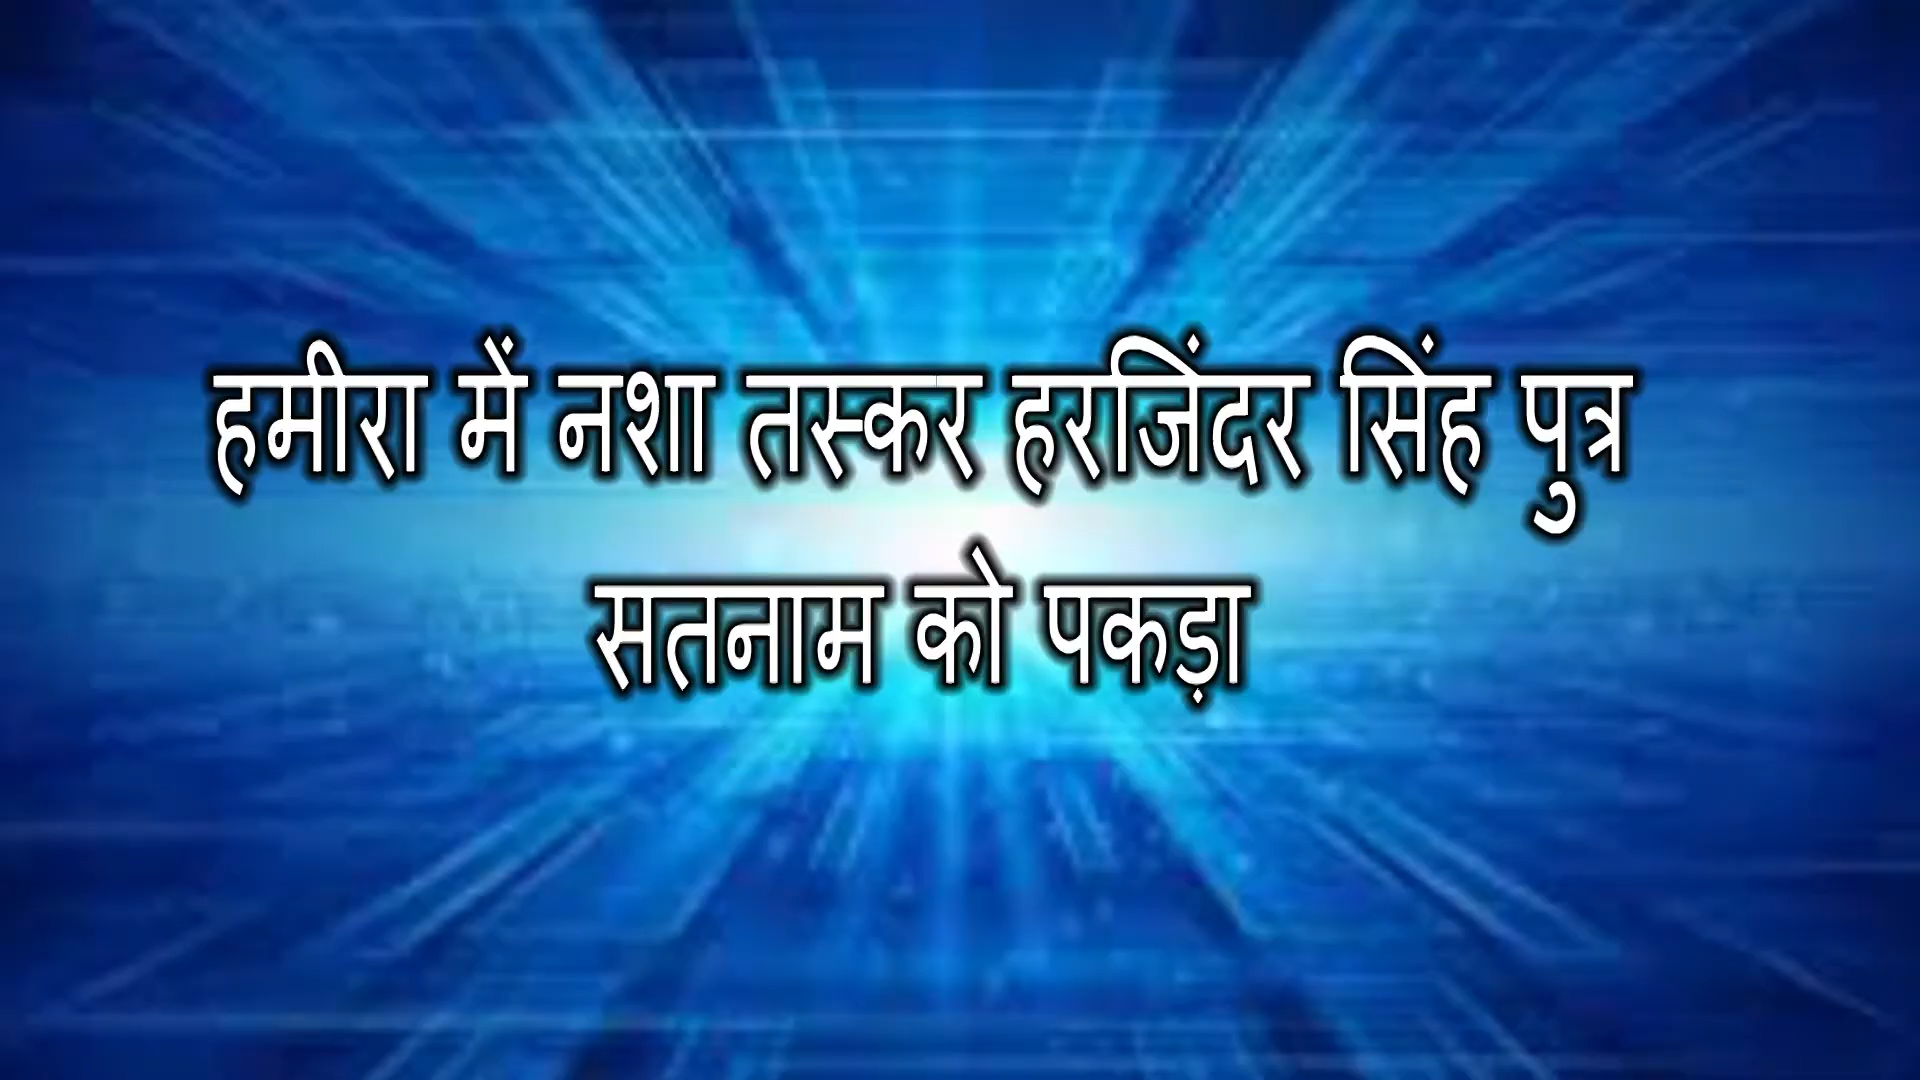 हमीरा में नशा तस्कर हरजिंदर सिंह पुत्र
सतनाम को पकड़ा